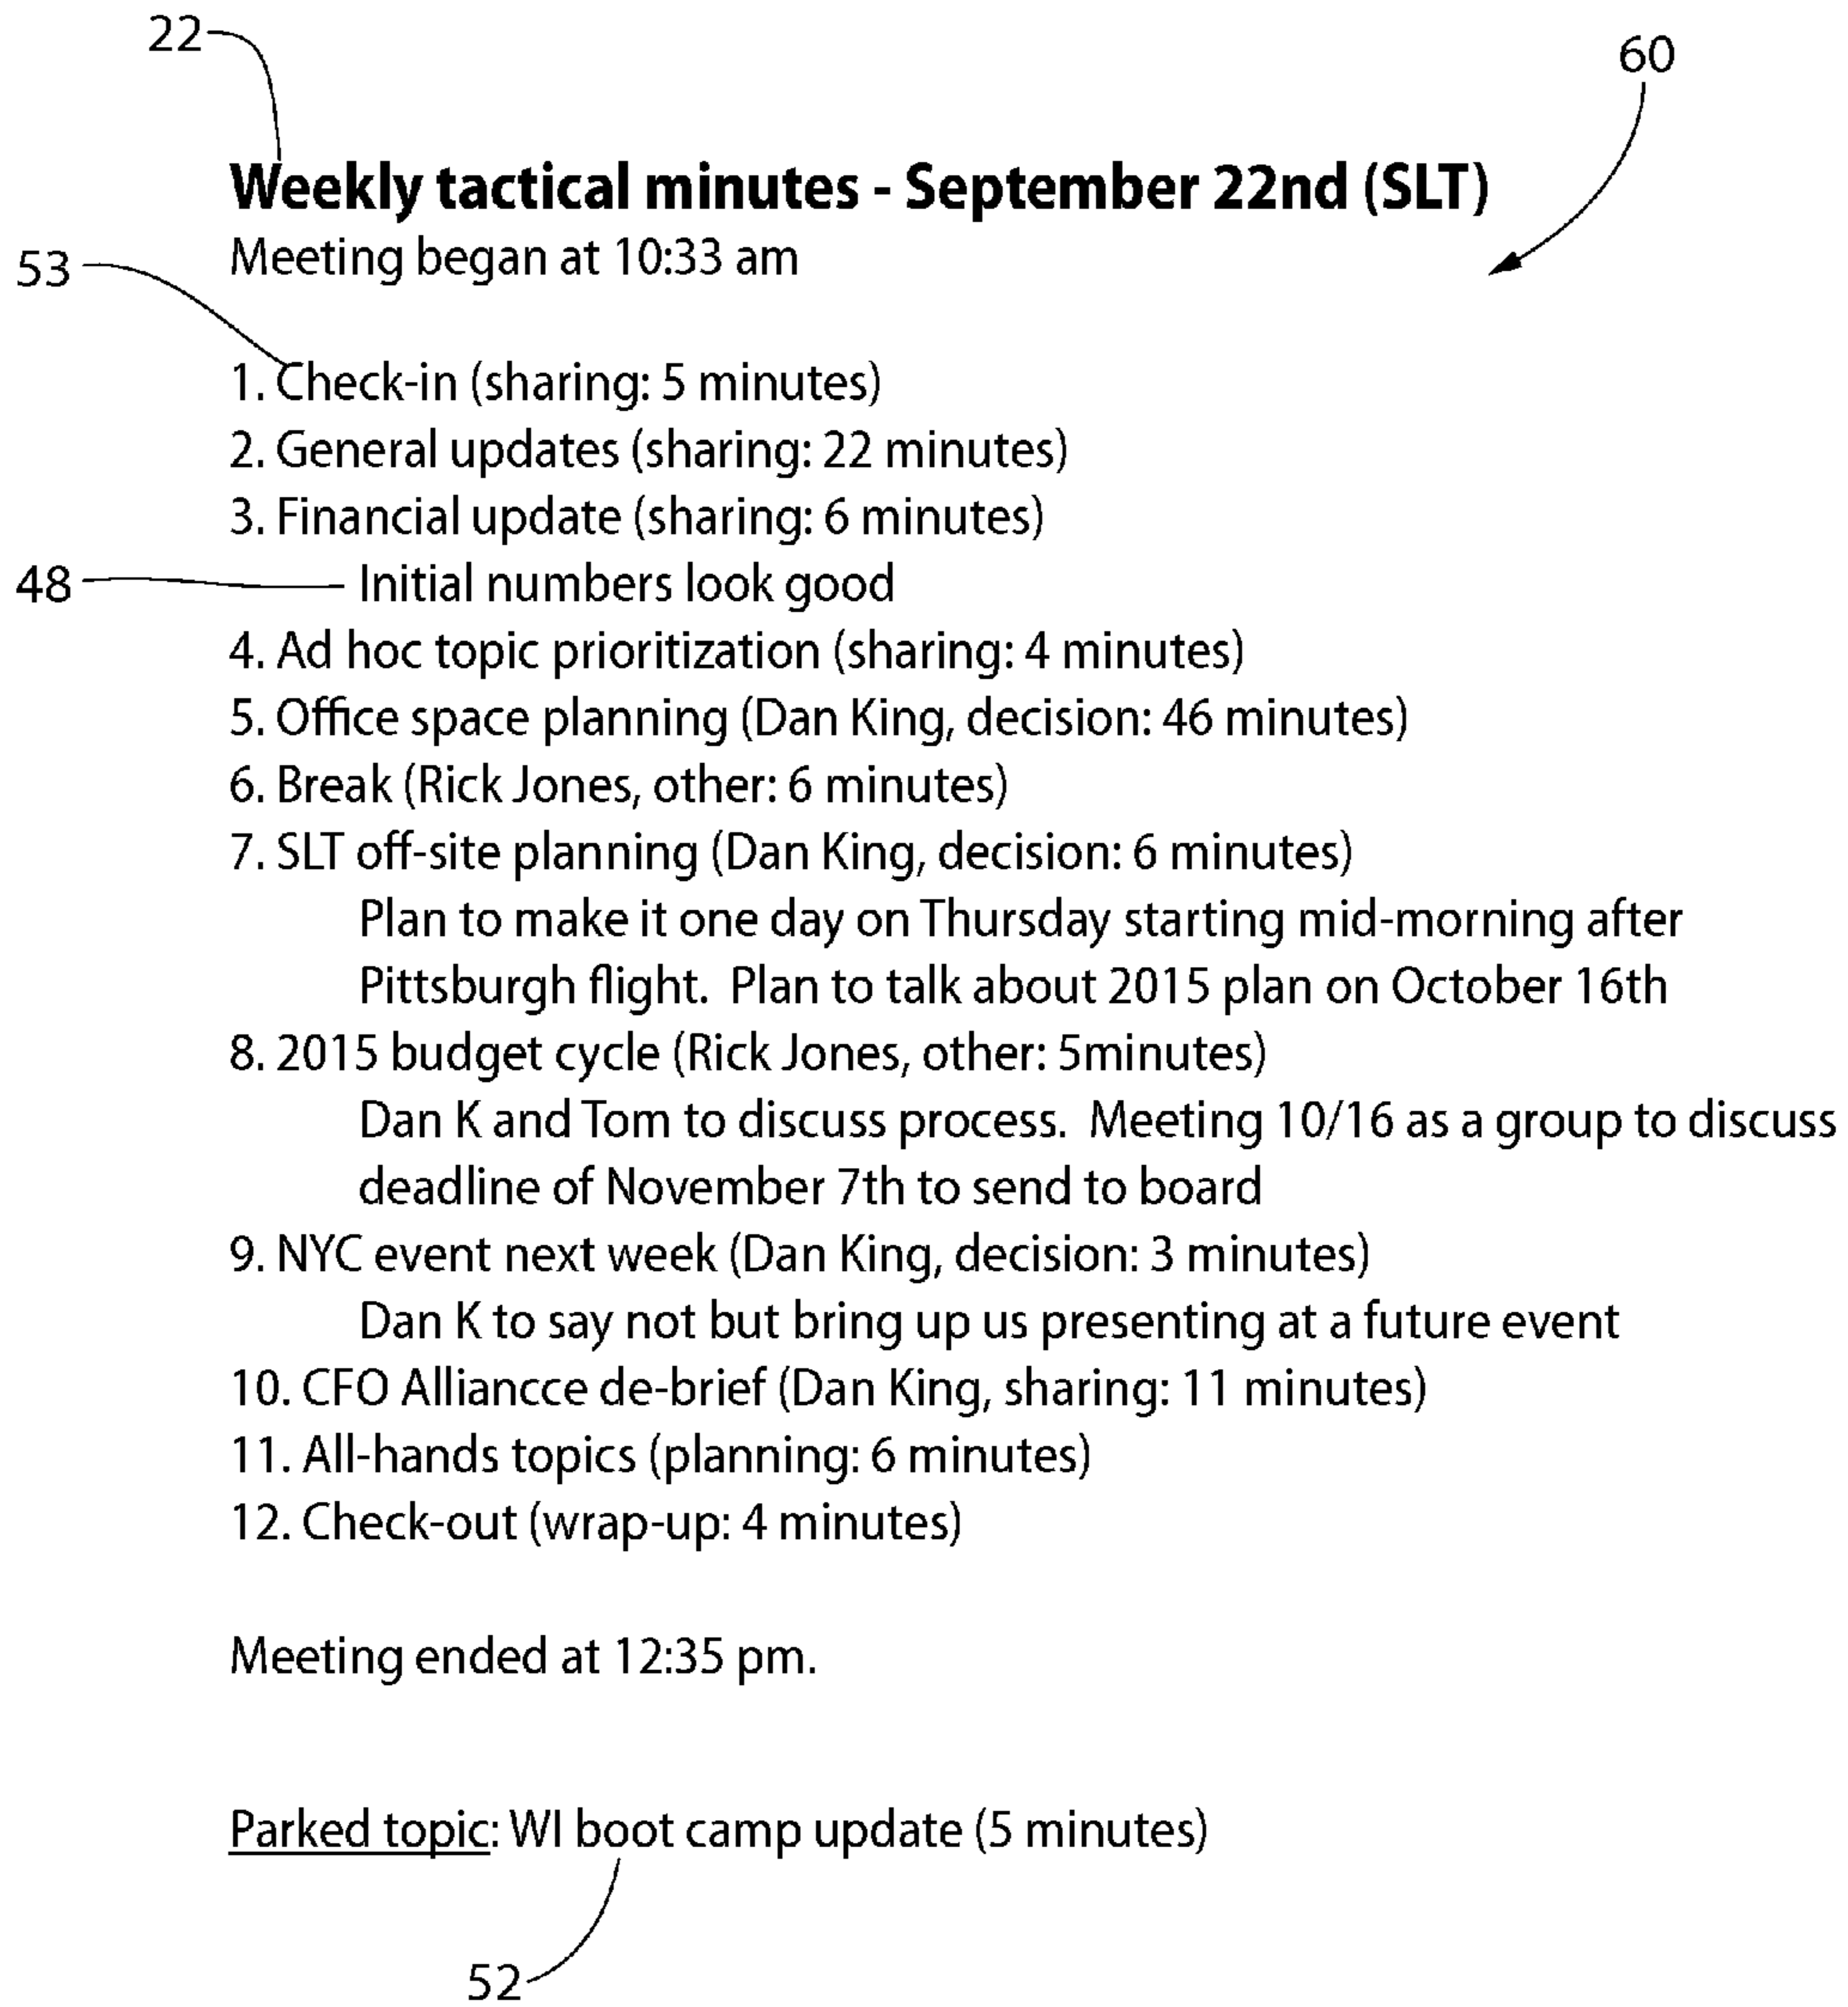 22
60
Weekly tactical minutes - September 22nd (SLT)
Meeting began at 10:33 am
53
1. Check-in (sharing: 5 minutes)
2. General updates (sharing: 22 minutes)
3. Financial update (sharing: 6 minutes)
48
Initial numbers look good
4. Ad hoc topic prioritization (sharing: 4 minutes)
5. Office space planning (Dan King, decision: 46 minutes)
6. Break (Rick Jones, other: 6 minutes)
7. SLT off-site planning (Dan King, decision: 6 minutes)
Plan to make it one day on Thursday starting mid-morning after
Pittsburgh flight.  Plan to talk about 2015 plan on October 16th
8. 2015 budget cycle (Rick Jones, other: 5minutes)
Dan K and Tom to discuss process.  Meeting 10/16 as a group to discuss
deadline of November 7th to send to board
9. NYC event next week (Dan King, decision: 3 minutes)
Dan K to say not but bring up us presenting at a future event
10. CFO Alliancce de-brief (Dan King, sharing: 11 minutes)
11. All-hands topics (planning: 6 minutes)
12. Check-out (wrap-up: 4 minutes)
Meeting ended at 12:35 pm.
Parked topic: WI boot camp update (5 minutes)
52